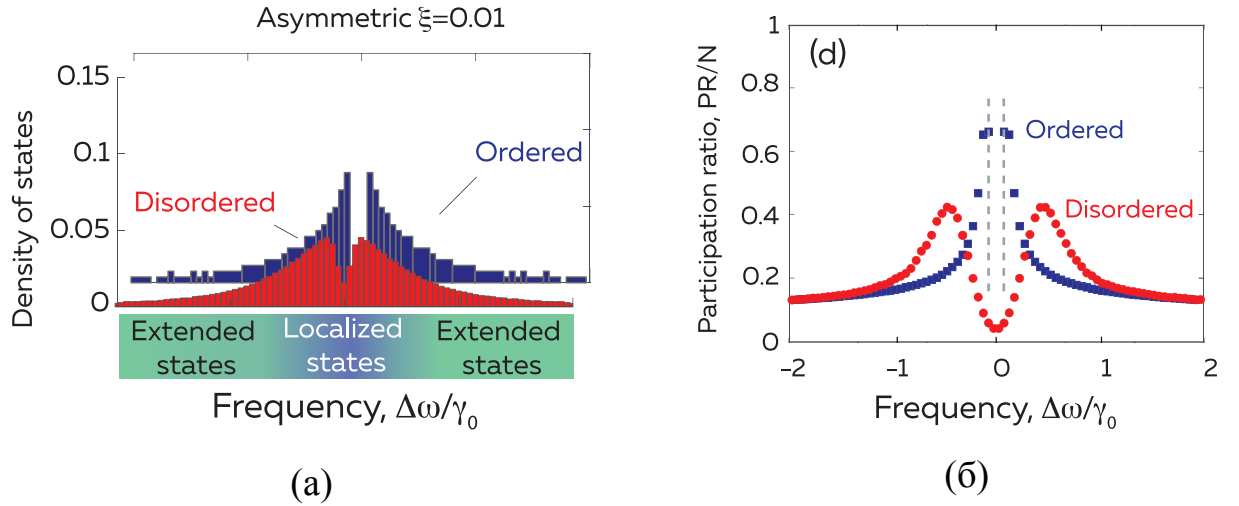 Asymmetric ξ=0.01
Density of states
0.15
0.1
0.05
0
Ordered
Disordered
Extended states
Localized states
Extended states
Frequency, Δω/γ₀
(a)
Participation ratio, PR/N
1
0.8
0.6
0.4
0.2
0
(d)
Ordered
Disordered
-2
-1
0
1
2
Frequency, Δω/γ₀
(б)